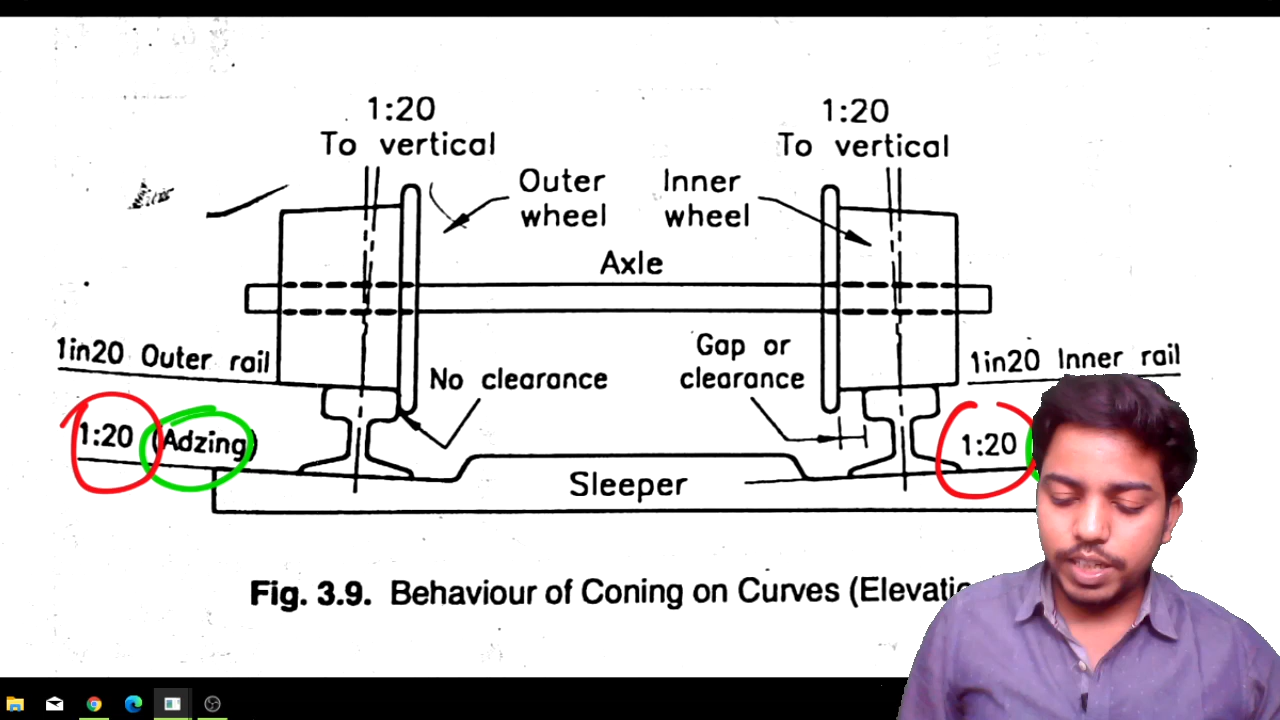 1:20
To vertical
1:20
To vertical
Outer
wheel
Inner
wheel
Axle
1in20 Outer rail
No clearance
Gap or
clearance
1in20 Inner rail
1:20 (Adzing)
1:20
Sleeper
Fig. 3.9. Behaviour of Coning on Curves